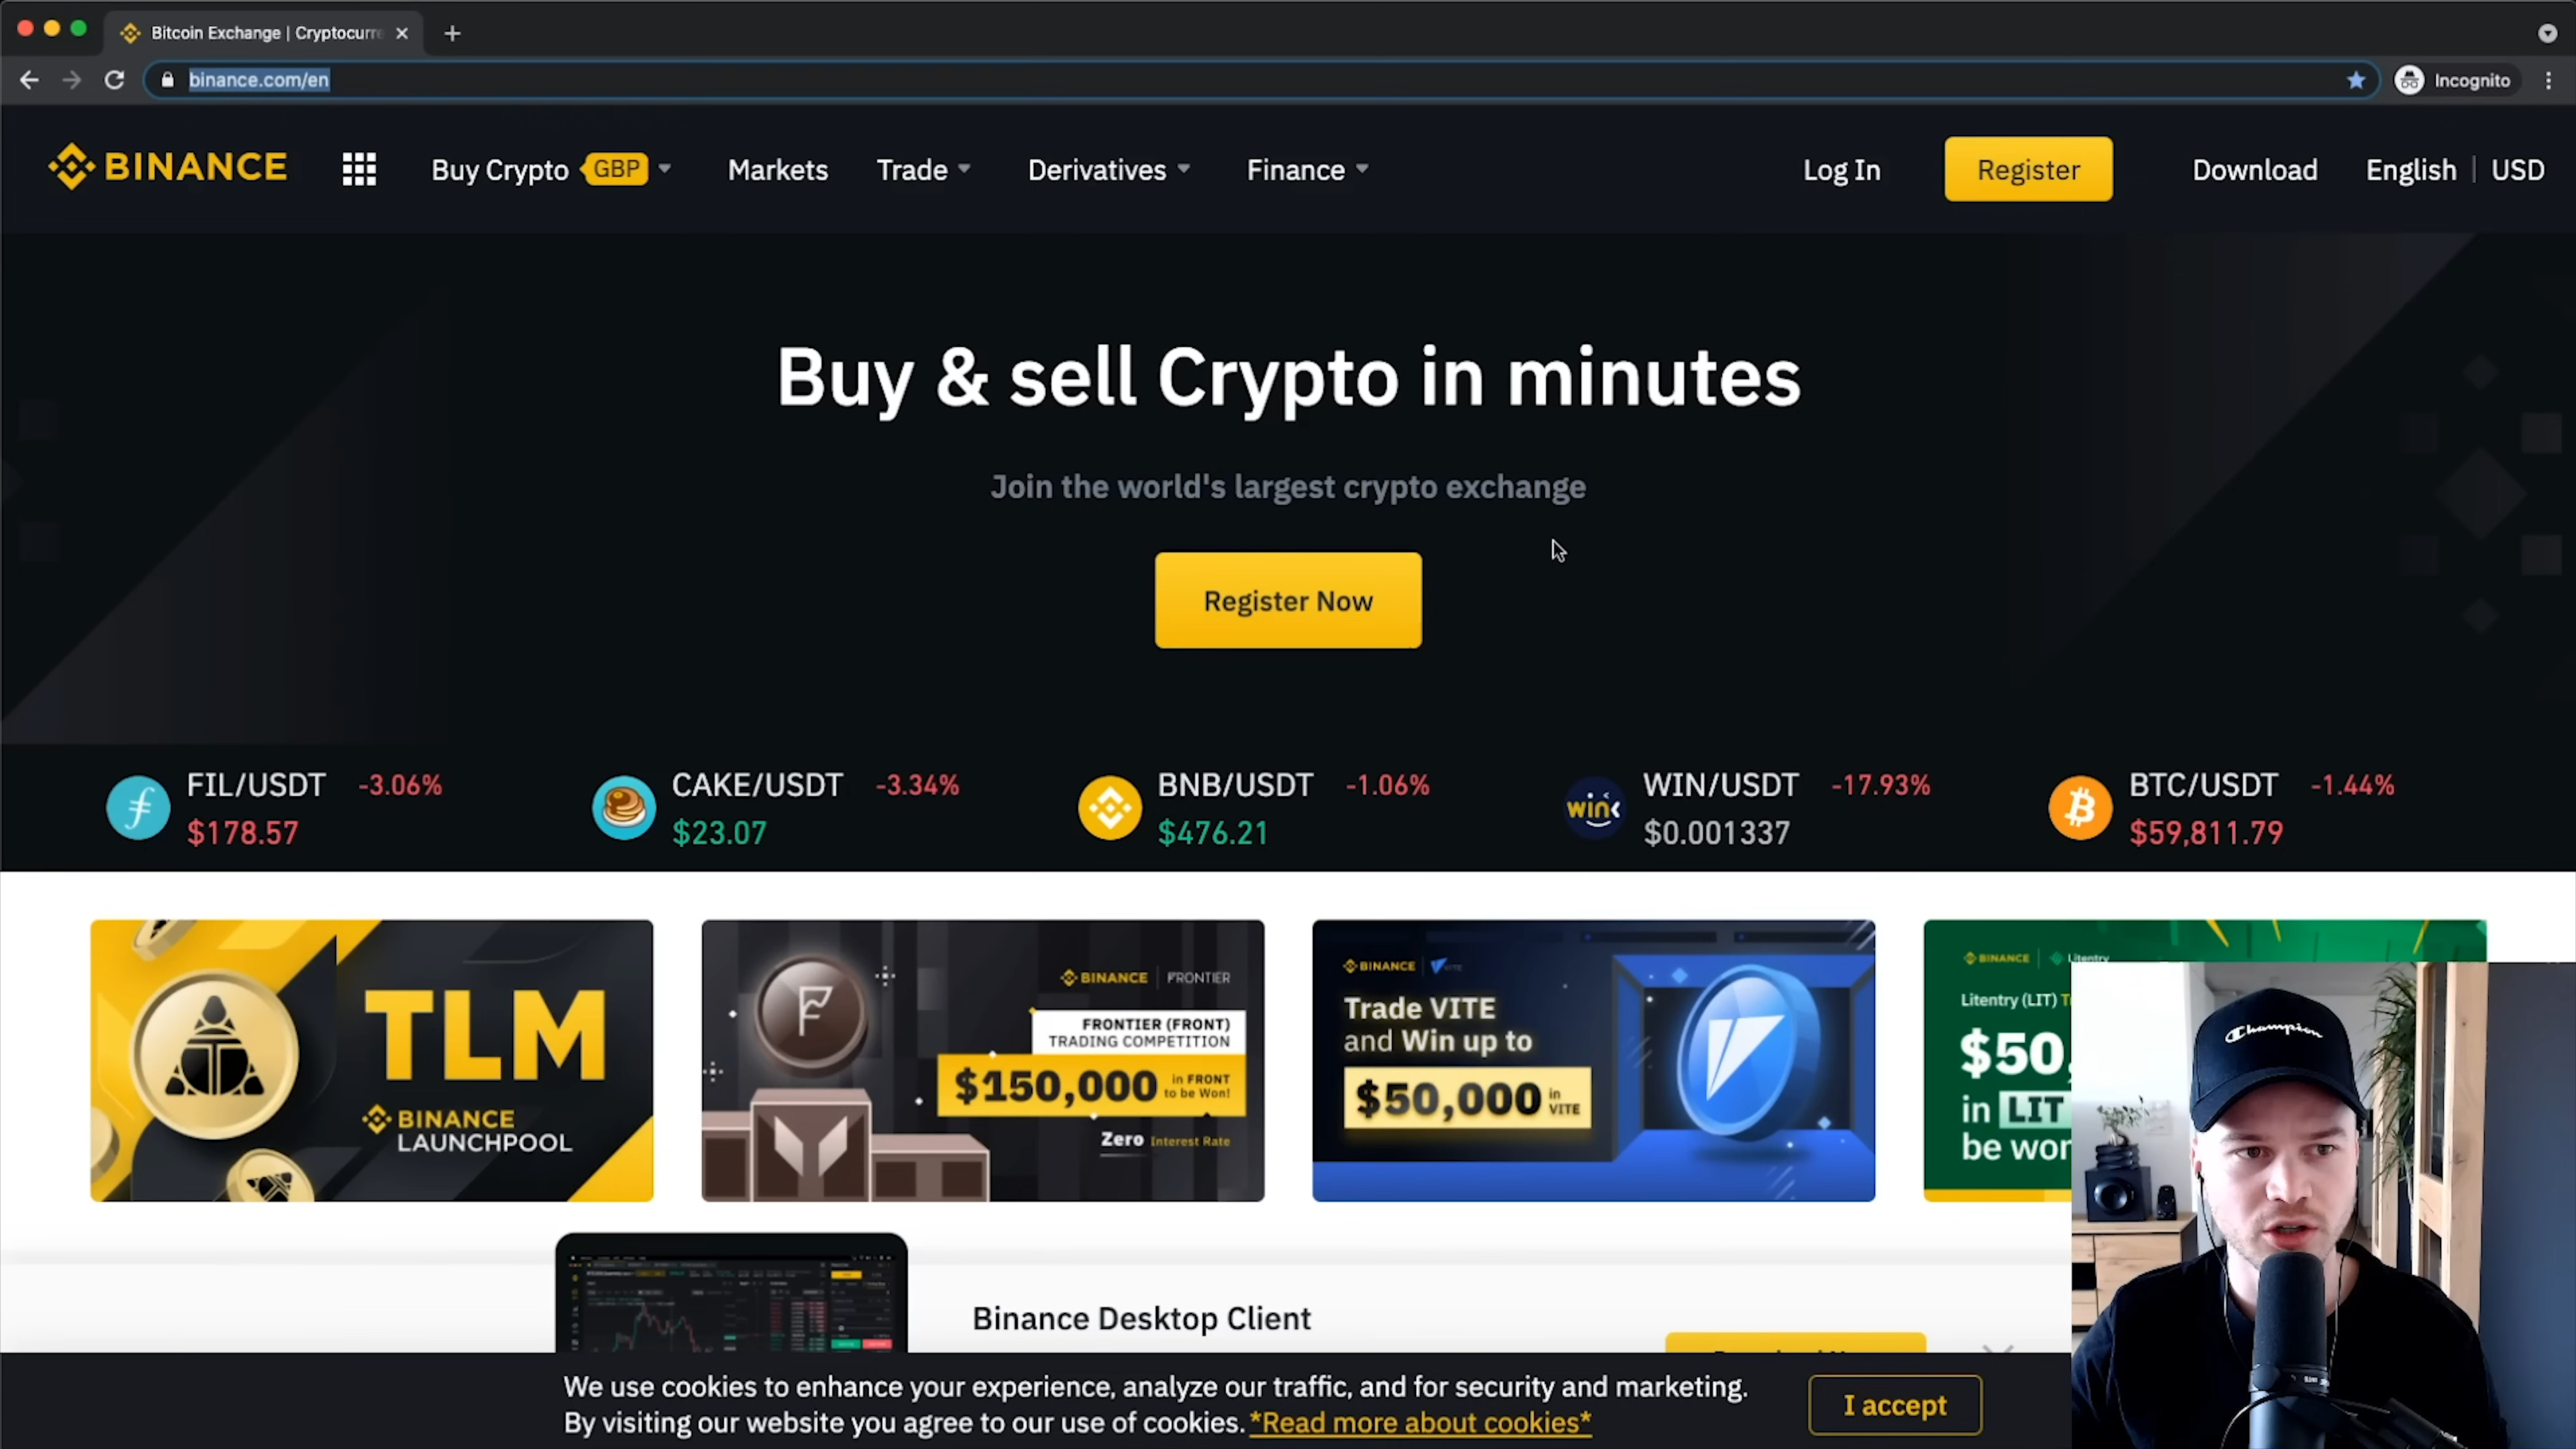 Bitcoin Exchange | Cryptocurre
binance.com/en
Incognito
BINANCE
Buy Crypto GBP
Markets
Trade
Derivatives
Finance
Log In
Register
Download
English | USD
Buy & sell Crypto in minutes
Join the world's largest crypto exchange
Register Now
FIL/USDT -3.06%
$178.57
CAKE/USDT -3.34%
$23.07
BNB/USDT -1.06%
$476.21
WIN/USDT -17.93%
$0.001337
BTC/USDT -1.44%
$59,811.79
WIN
TLM
BINANCE
LAUNCHPOOL
BINANCE | FRONTIER
FRONTIER (FRONT)
TRADING COMPETITION
$150,000 in FRONT to be Won!
Zero Interest Rate
BINANCE | VITE
Trade VITE
and Win up to
$50,000 in VITE
BINANCE | Litentry
Litentry (LIT)
$50,
in LIT
be won
Champion
Binance Desktop Client
We use cookies to enhance your experience, analyze our traffic, and for security and marketing.
By visiting our website you agree to our use of cookies. *Read more about cookies*
I accept